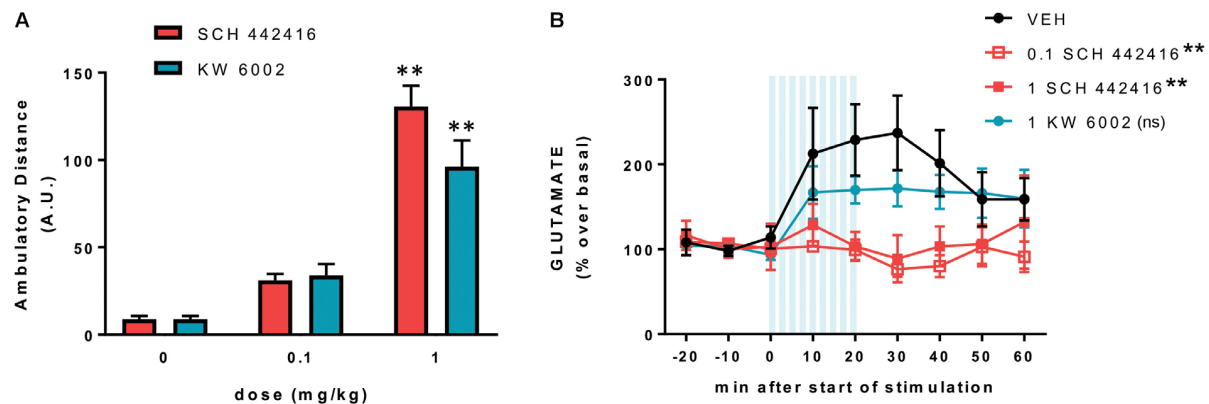 A
SCH 442416
KW 6002
Ambulatory Distance
(A.U.)
150
100
50
0
**
**
0
0.1
1
dose (mg/kg)
B
VEH
0.1 SCH 442416**
1 SCH 442416**
1 KW 6002 (ns)
GLUTAMATE
(% over basal)
300
200
100
0
-20
-10
0
10
20
30
40
50
60
min after start of stimulation